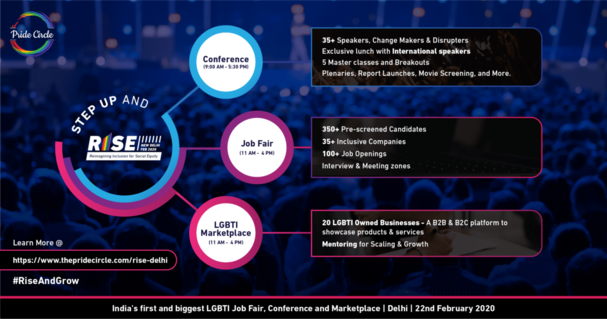 Pride Circle
STEP UP AND
RISE
NEW DELHI
FEB 2020
Reimagining Inclusion for Social Equity
Conference
(9:00 AM - 5:30 PM)
35+ Speakers, Change Makers & Disrupters
Exclusive lunch with International speakers
5 Master classes and Breakouts
Plenaries, Report Launches, Movie Screening, and More.
Job Fair
(11 AM - 4 PM)
350+ Pre-screened Candidates
35+ Inclusive Companies
100+ Job Openings
Interview & Meeting zones
LGBTI
Marketplace
(11 AM - 4 PM)
20 LGBTI Owned Businesses - A B2B & B2C platform to
showcase products & services
Mentoring for Scaling & Growth
Learn More @
https://www.thepridecircle.com/rise-delhi
#RiseAndGrow
India's first and biggest LGBTI Job Fair, Conference and Marketplace | Delhi | 22nd February 2020